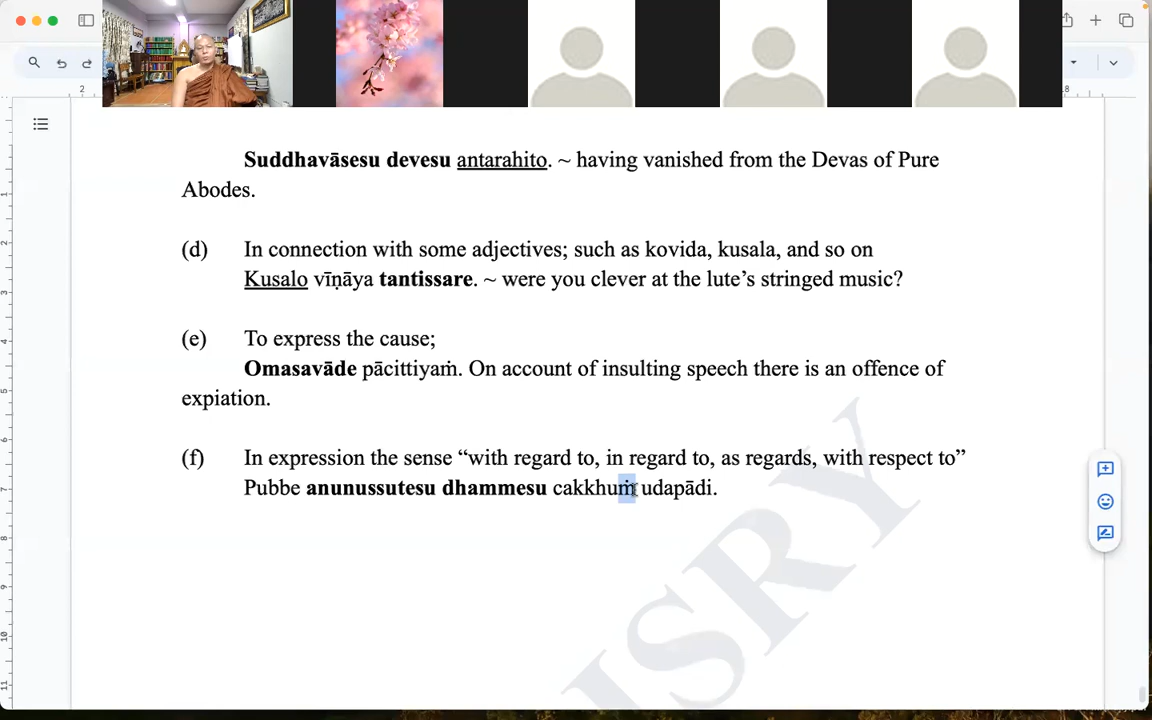 2
8
Suddhavāsesu devesu antarahito. ~ having vanished from the Devas of Pure
Abodes.
(d) In connection with some adjectives; such as kovida, kusala, and so on
Kusalo vīṇāya tantissare. ~ were you clever at the lute’s stringed music?
(e) To express the cause;
Omasavāde pācittiyaṁ. On account of insulting speech there is an offence of
expiation.
(f) In expression the sense “with regard to, in regard to, as regards, with respect to”
Pubbe anunussutesu dhammesu cakkhuṁ udapādi.
ISRY